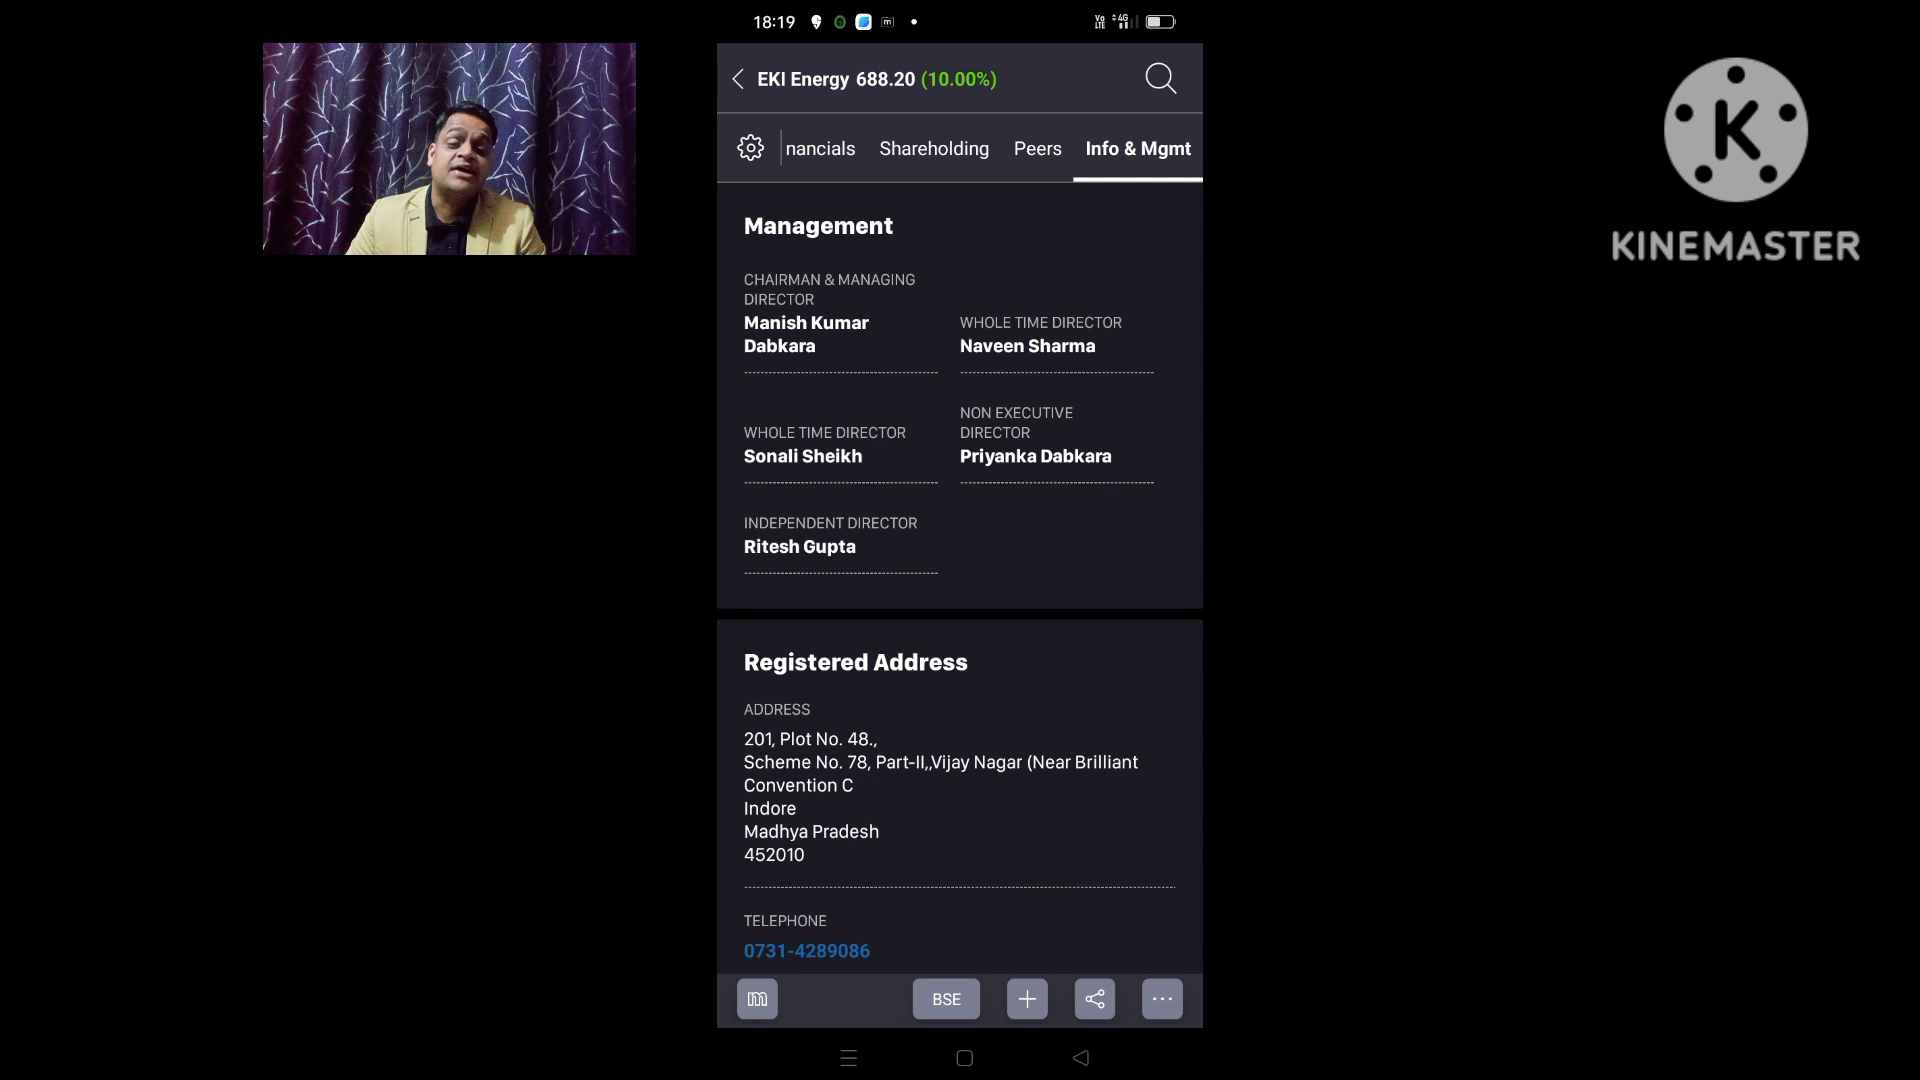 18:19
Vo LTE 4G
EKI Energy 688.20 (10.00%)
nancials Shareholding Peers Info & Mgmt
Management
CHAIRMAN & MANAGING
DIRECTOR
Manish Kumar
Dabkara
WHOLE TIME DIRECTOR
Naveen Sharma
WHOLE TIME DIRECTOR
Sonali Sheikh
NON EXECUTIVE
DIRECTOR
Priyanka Dabkara
INDEPENDENT DIRECTOR
Ritesh Gupta
Registered Address
ADDRESS
201, Plot No. 48.,
Scheme No. 78, Part-II,,Vijay Nagar (Near Brilliant
Convention C
Indore
Madhya Pradesh
452010
TELEPHONE
0731-4289086
m BSE
K
KINEMASTER